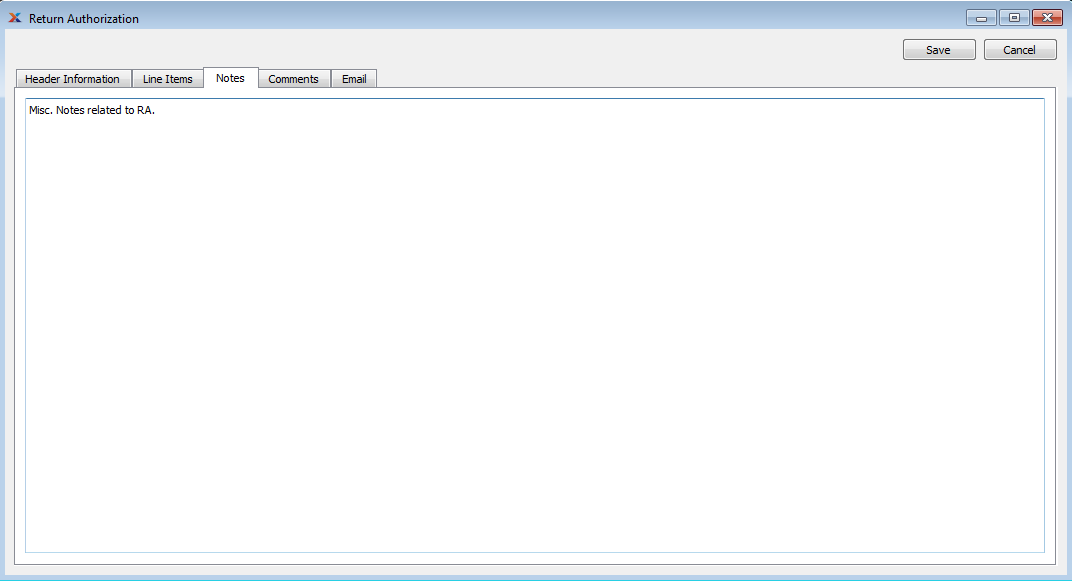 Return Authorization
Save Cancel
Header Information Line Items Notes Comments Email
Misc. Notes related to RA.